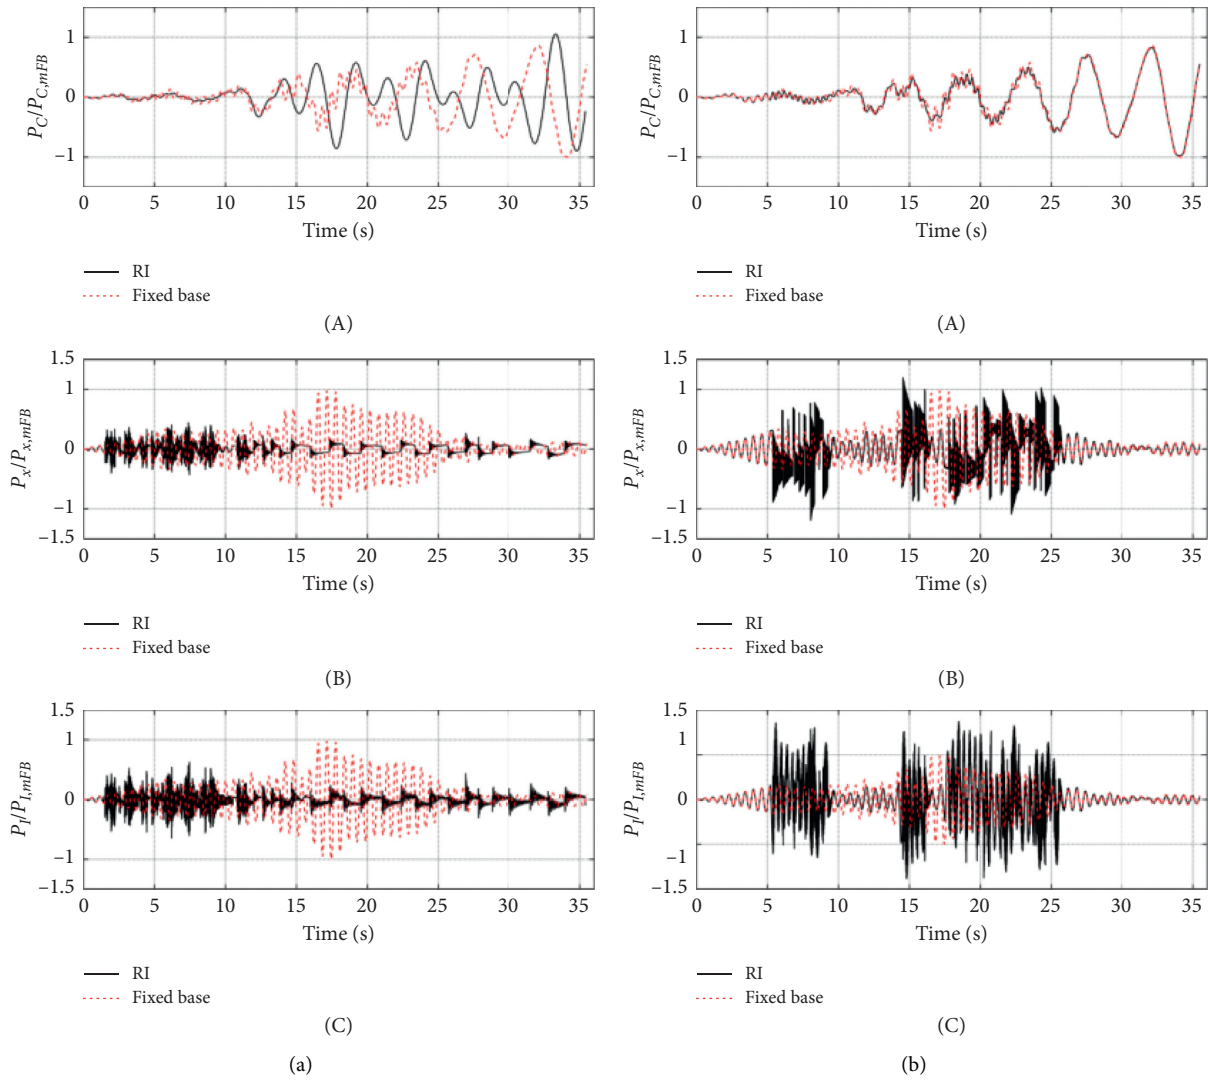 P_C/P_C,mFB
1
0
−1
0 5 10 15 20 25 30 35
Time (s)
RI
Fixed base
(A)
P_x/P_x,mFB
1.5
1
0
−1
−1.5
0 5 10 15 20 25 30 35
Time (s)
RI
Fixed base
(B)
P_I/P_I,mFB
1.5
1
0
−1
−1.5
0 5 10 15 20 25 30 35
Time (s)
RI
Fixed base
(C)
(a)
P_C/P_C,mFB
1
0
−1
0 5 10 15 20 25 30 35
Time (s)
RI
Fixed base
(A)
P_x/P_x,mFB
1.5
1
0
−1
−1.5
0 5 10 15 20 25 30 35
Time (s)
RI
Fixed base
(B)
P_I/P_I,mFB
1.5
1
0
−1
−1.5
0 5 10 15 20 25 30 35
Time (s)
RI
Fixed base
(C)
(b)